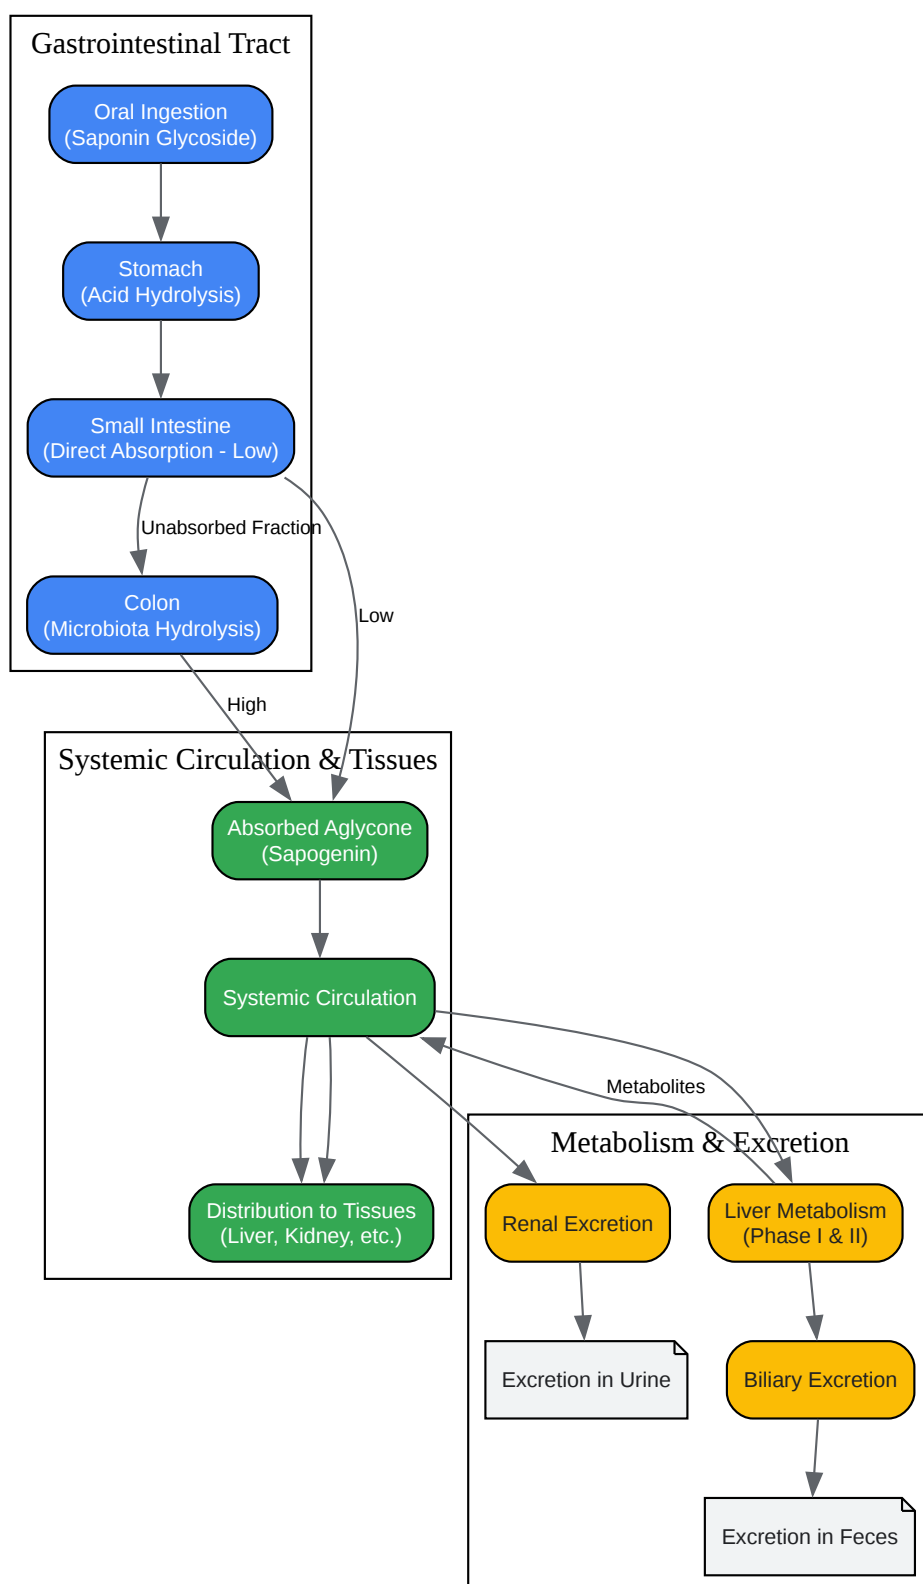 Gastrointestinal Tract
Oral Ingestion
(Saponin Glycoside)
Stomach
(Acid Hydrolysis)
Small Intestine
(Direct Absorption - Low)
Unabsorbed Fraction
Colon
(Microbiota Hydrolysis)
Low
High
Systemic Circulation & Tissues
Absorbed Aglycone
(Sapogenin)
Systemic Circulation
Metabolites
Metabolism & Excretion
Distribution to Tissues
(Liver, Kidney, etc.)
Renal Excretion
Liver Metabolism
(Phase I & II)
Excretion in Urine
Biliary Excretion
Excretion in Feces